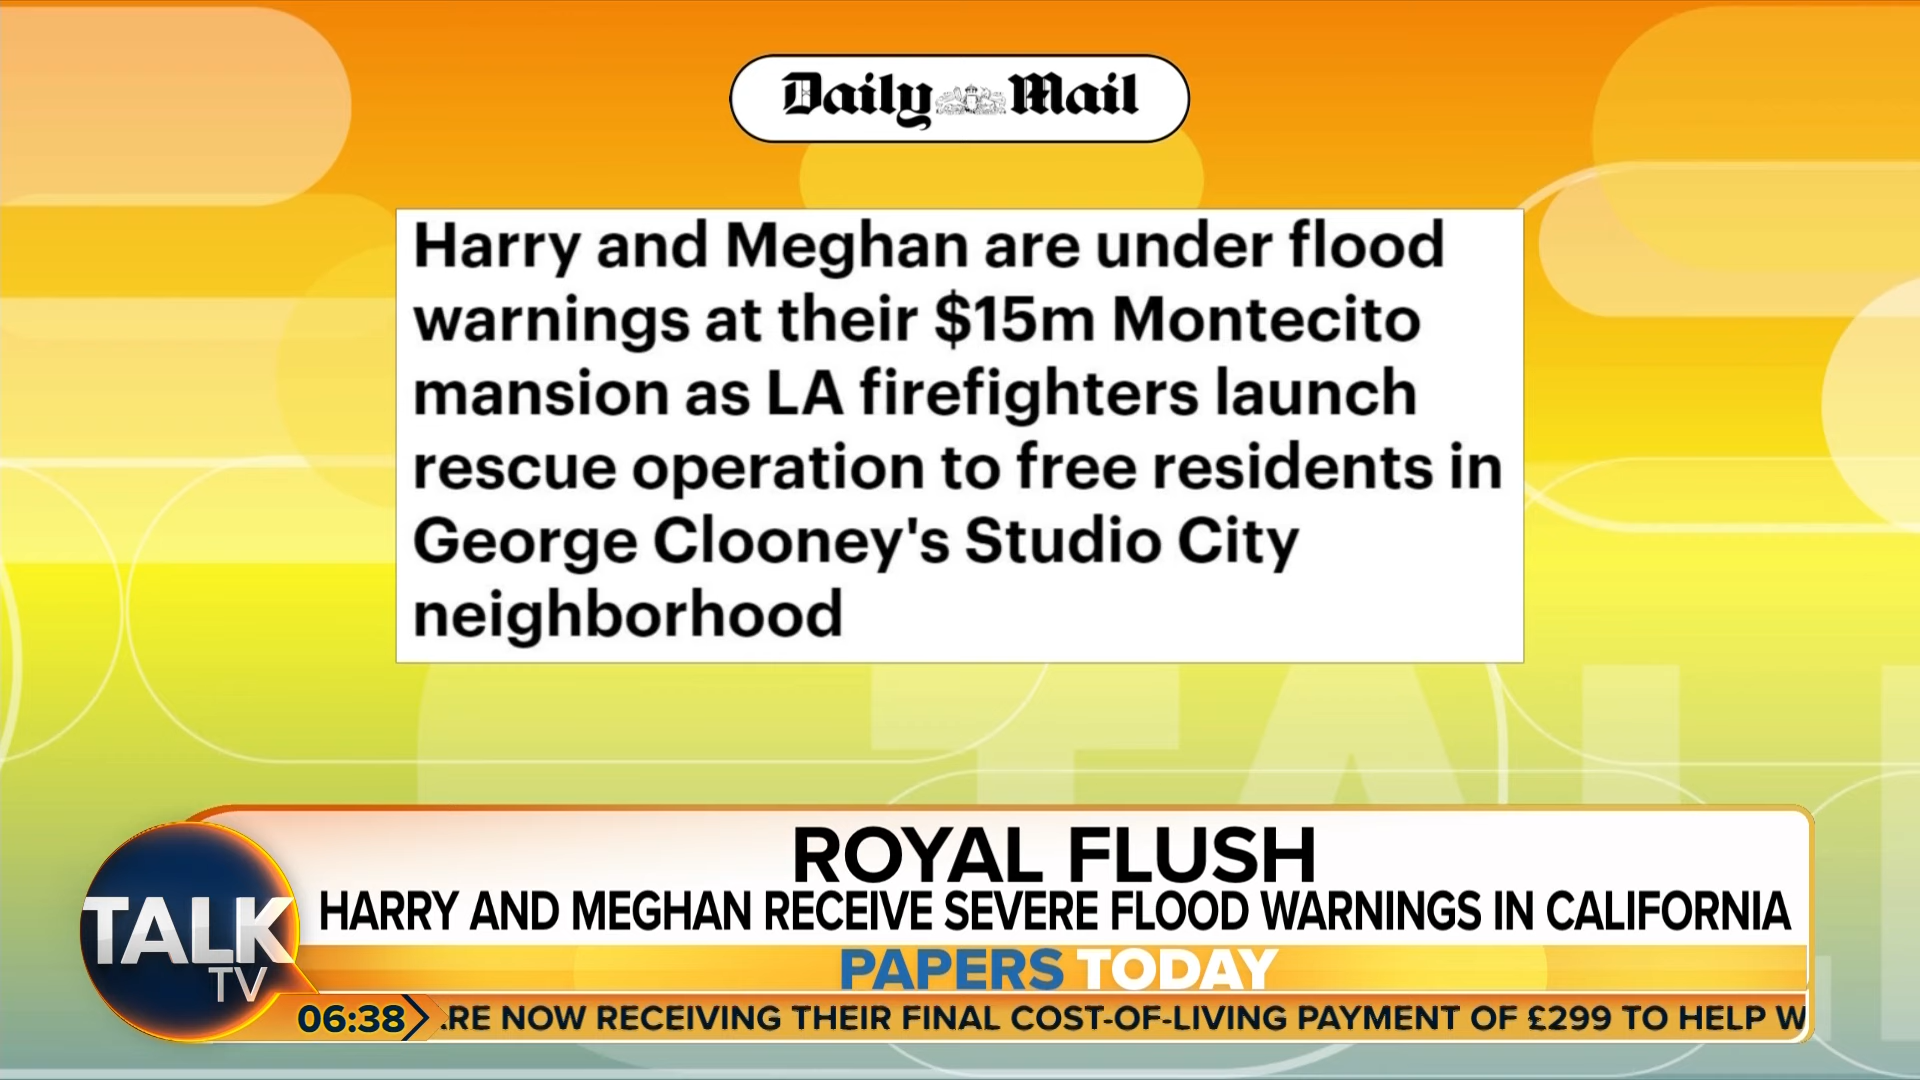 Daily Mail
Harry and Meghan are under flood
warnings at their $15m Montecito
mansion as LA firefighters launch
rescue operation to free residents in
George Clooney's Studio City
neighborhood
TALK
ROYAL FLUSH
HARRY AND MEGHAN RECEIVE SEVERE FLOOD WARNINGS IN CALIFORNIA
TALK
TV
PAPERS TODAY
06:38
RE NOW RECEIVING THEIR FINAL COST-OF-LIVING PAYMENT OF £299 TO HELP W